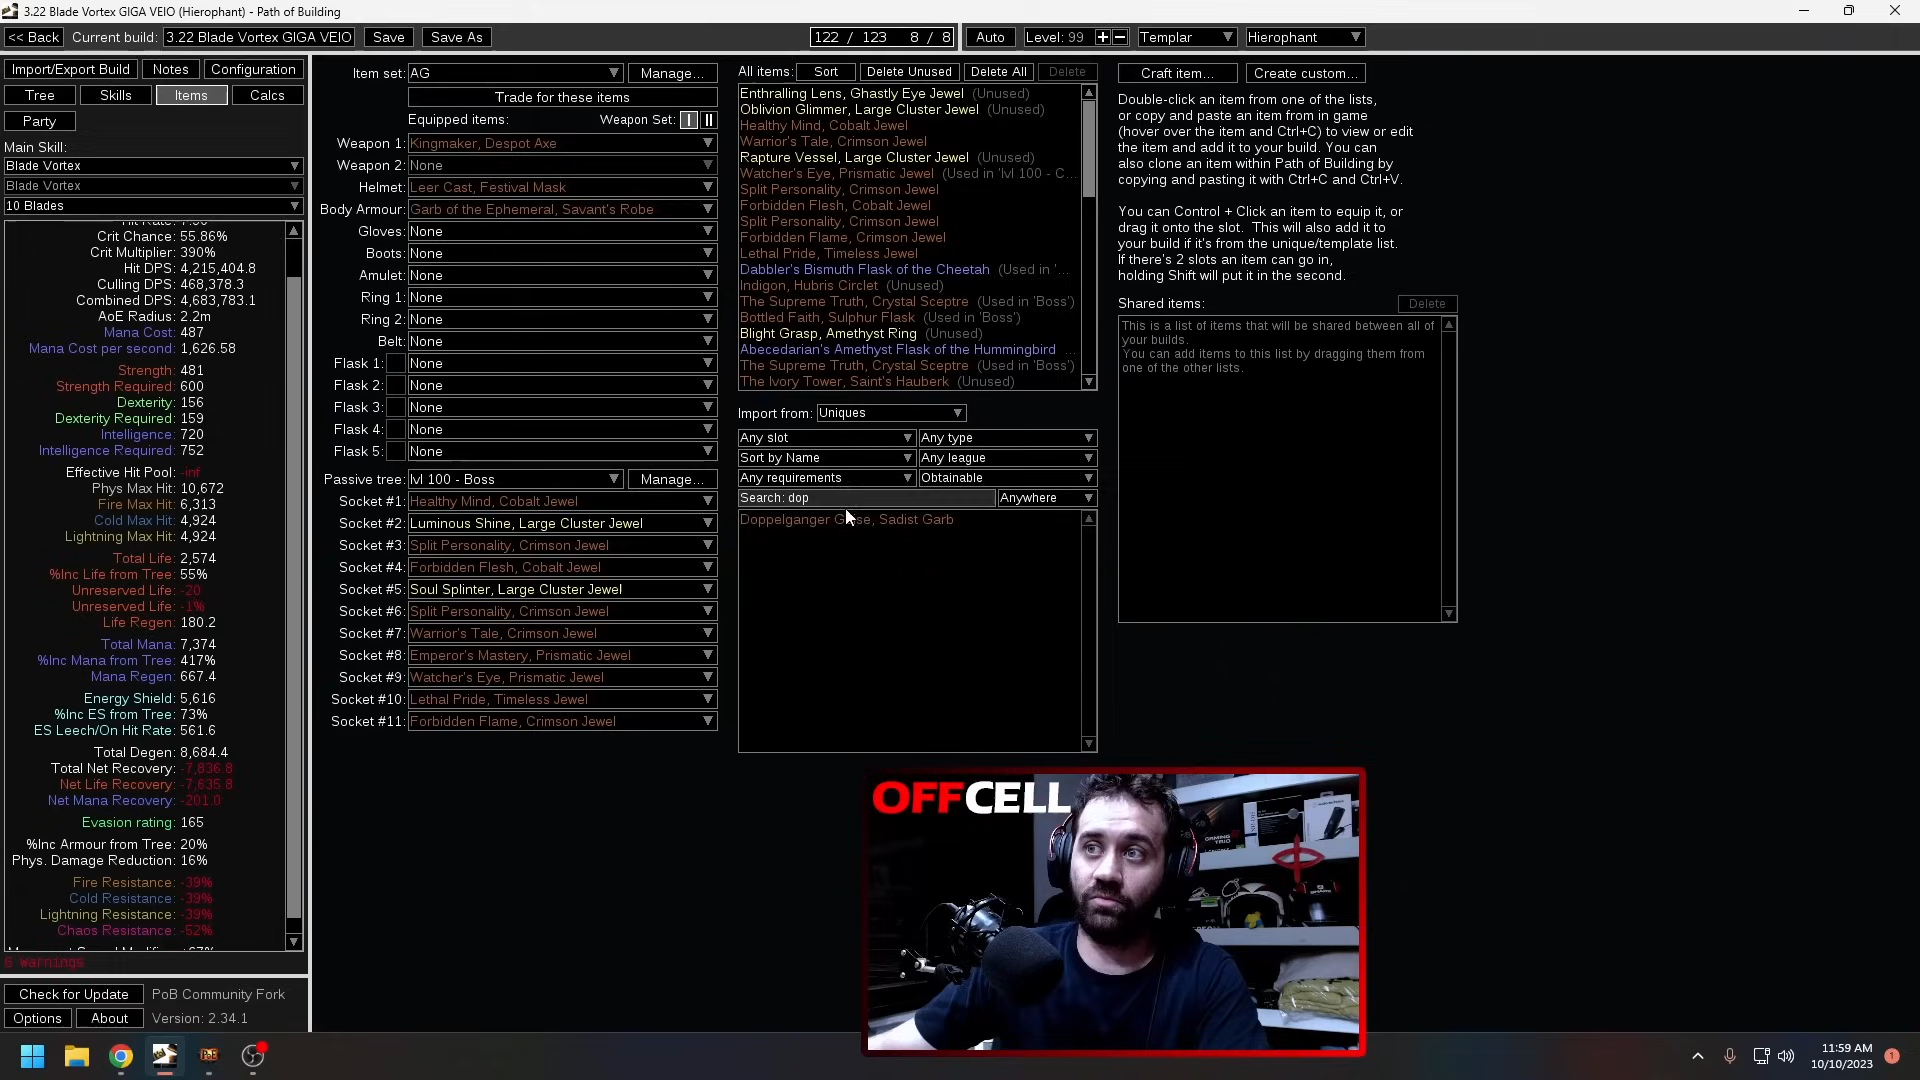 3.22 Blade Vortex GIGA VEIO (Hierophant) - Path of Building
<< Back Current build: 3.22 Blade Vortex GIGA VEIO Save Save As 122 / 123 8 / 8 Auto Level: 99 + - Templar Hierophant
Import/Export Build Notes Configuration
Tree Skills Items Calcs
Party
Main Skill:
Blade Vortex
Blade Vortex
10 Blades
Crit Chance: 55.86%
Crit Multiplier: 390%
Hit DPS: 4,215,404.8
Culling DPS: 468,378.3
Combined DPS: 4,683,783.1
AoE Radius: 2.2m
Mana Cost: 487
Mana Cost per second: 1,626.58
Strength: 481
Strength Required: 600
Dexterity: 156
Dexterity Required: 159
Intelligence: 720
Intelligence Required: 752
Effective Hit Pool: -inf
Phys Max Hit: 10,672
Fire Max Hit: 6,313
Cold Max Hit: 4,924
Lightning Max Hit: 4,924
Total Life: 2,574
%Inc Life from Tree: 55%
Unreserved Life: -20
Unreserved Life: -1%
Life Regen: 180.2
Total Mana: 7,374
%Inc Mana from Tree: 417%
Mana Regen: 667.4
Energy Shield: 5,616
%Inc ES from Tree: 73%
ES Leech/On Hit Rate: 561.6
Total Degen: 8,684.4
Total Net Recovery: -7,836.8
Net Life Recovery: -7,635.8
Net Mana Recovery: -201.0
Evasion rating: 165
%Inc Armour from Tree: 20%
Phys. Damage Reduction: 16%
Fire Resistance: -39%
Cold Resistance: -39%
Lightning Resistance: -39%
Chaos Resistance: -52%
6 Warnings
Check for Update PoB Community Fork
Options About Version: 2.34.1
Item set: AG Manage...
Trade for these items
Equipped items: Weapon Set: I II
Weapon 1: Kingmaker, Despot Axe
Weapon 2: None
Helmet: Leer Cast, Festival Mask
Body Armour: Garb of the Ephemeral, Savant's Robe
Gloves: None
Boots: None
Amulet: None
Ring 1: None
Ring 2: None
Belt: None
Flask 1: None
Flask 2: None
Flask 3: None
Flask 4: None
Flask 5: None
Passive tree: lvl 100 - Boss Manage...
Socket #1: Healthy Mind, Cobalt Jewel
Socket #2: Luminous Shine, Large Cluster Jewel
Socket #3: Split Personality, Crimson Jewel
Socket #4: Forbidden Flesh, Cobalt Jewel
Socket #5: Soul Splinter, Large Cluster Jewel
Socket #6: Split Personality, Crimson Jewel
Socket #7: Warrior's Tale, Crimson Jewel
Socket #8: Emperor's Mastery, Prismatic Jewel
Socket #9: Watcher's Eye, Prismatic Jewel
Socket #10: Lethal Pride, Timeless Jewel
Socket #11: Forbidden Flame, Crimson Jewel
All items: Sort Delete Unused Delete All Delete
Enthralling Lens, Ghastly Eye Jewel (Unused)
Oblivion Glimmer, Large Cluster Jewel (Unused)
Healthy Mind, Cobalt Jewel
Warrior's Tale, Crimson Jewel
Rapture Vessel, Large Cluster Jewel (Unused)
Watcher's Eye, Prismatic Jewel (Used in 'lvl 100 - C...
Split Personality, Crimson Jewel
Forbidden Flesh, Cobalt Jewel
Split Personality, Crimson Jewel
Forbidden Flame, Crimson Jewel
Lethal Pride, Timeless Jewel
Dabbler's Bismuth Flask of the Cheetah (Used in '...
Indigon, Hubris Circlet (Unused)
The Supreme Truth, Crystal Sceptre (Used in 'Boss')
Bottled Faith, Sulphur Flask (Used in 'Boss')
Blight Grasp, Amethyst Ring (Unused)
Abecedarian's Amethyst Flask of the Hummingbird ...
The Supreme Truth, Crystal Sceptre (Used in 'Boss')
The Ivory Tower, Saint's Hauberk (Unused)
Import from: Uniques
Any slot Any type
Sort by Name Any league
Any requirements Obtainable
Search: dop Anywhere
Doppelganger Guise, Sadist Garb
Craft item... Create custom...
Double-click an item from one of the lists,
or copy and paste an item from in game
(hover over the item and Ctrl+C) to view or edit
the item and add it to your build. You can
also clone an item within Path of Building by
copying and pasting it with Ctrl+C and Ctrl+V.
You can Control + Click an item to equip it, or
drag it onto the slot. This will also add it to
your build if it's from the unique/template list.
If there's 2 slots an item can go in,
holding Shift will put it in the second.
Shared items: Delete
This is a list of items that will be shared between all of
your builds.
You can add items to this list by dragging them from
one of the other lists.
OFFCELL
11:59 AM
10/10/2023
1